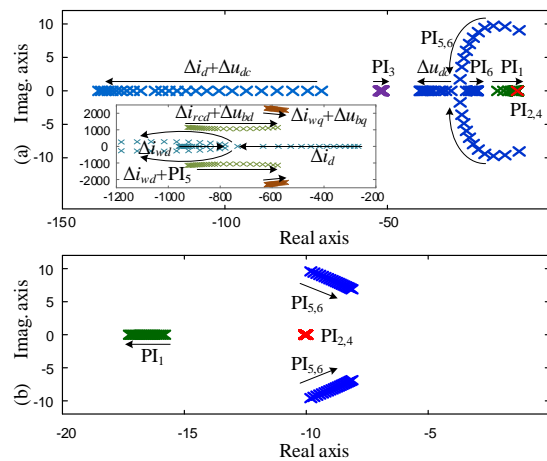 10
5
0
-5
-10
Imag. axis
(a)
Δi_d+Δu_dc
PI_3
PI_5,6
Δu_dc
PI_6
PI_1
PI_2,4
2000
1000
0
-1000
-2000
Δi_rcd+Δu_bd
Δi_wq+Δu_bq
Δi_wd
Δi_d
Δi_wd+PI_5
-1200 -1000 -800 -600 -400 -200
-150 -100 -50
Real axis
10
5
0
-5
-10
Imag. axis
(b)
PI_5,6
PI_1
PI_2,4
PI_5,6
-20 -15 -10 -5
Real axis